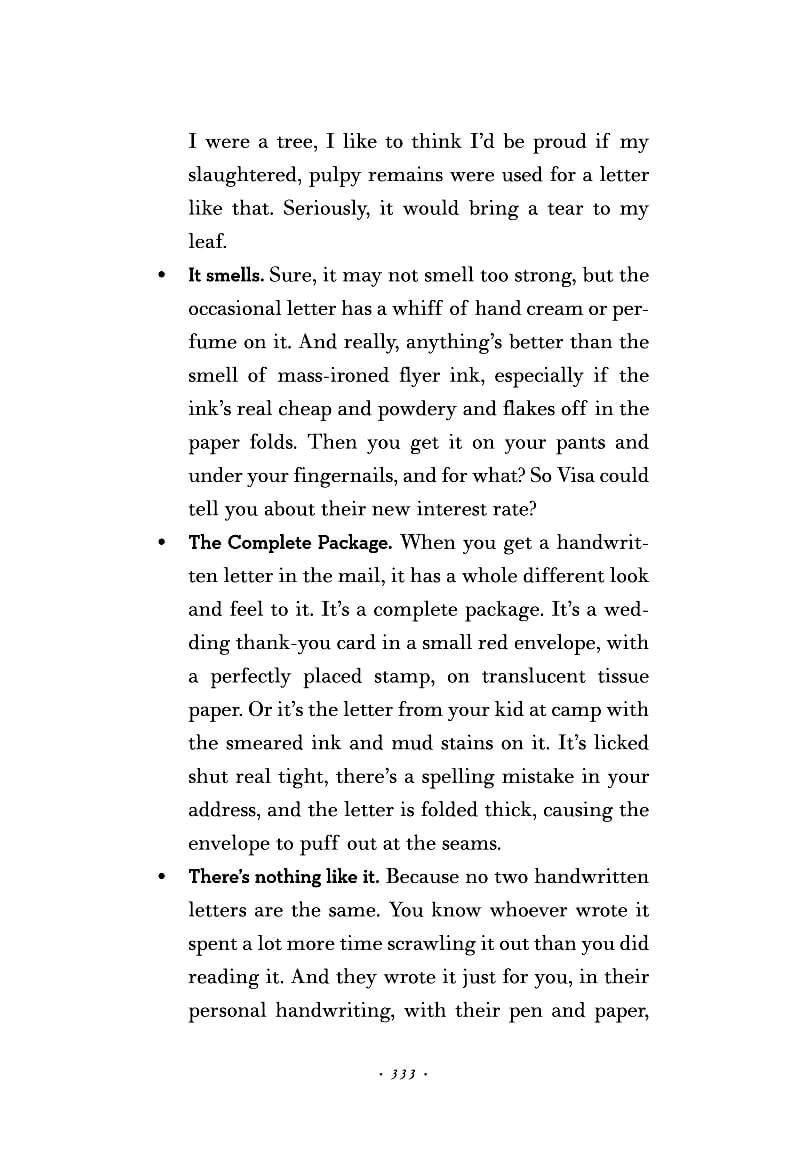 I were a tree, I like to think I’d be proud if my
slaughtered, pulpy remains were used for a letter
like that. Seriously, it would bring a tear to my
leaf.
• It smells. Sure, it may not smell too strong, but the
occasional letter has a whiff of hand cream or per-
fume on it. And really, anything’s better than the
smell of mass-ironed flyer ink, especially if the
ink’s real cheap and powdery and flakes off in the
paper folds. Then you get it on your pants and
under your fingernails, and for what? So Visa could
tell you about their new interest rate?
• The Complete Package. When you get a handwrit-
ten letter in the mail, it has a whole different look
and feel to it. It’s a complete package. It’s a wed-
ding thank-you card in a small red envelope, with
a perfectly placed stamp, on translucent tissue
paper. Or it’s the letter from your kid at camp with
the smeared ink and mud stains on it. It’s licked
shut real tight, there’s a spelling mistake in your
address, and the letter is folded thick, causing the
envelope to puff out at the seams.
• There’s nothing like it. Because no two handwritten
letters are the same. You know whoever wrote it
spent a lot more time scrawling it out than you did
reading it. And they wrote it just for you, in their
personal handwriting, with their pen and paper,
· 333 ·